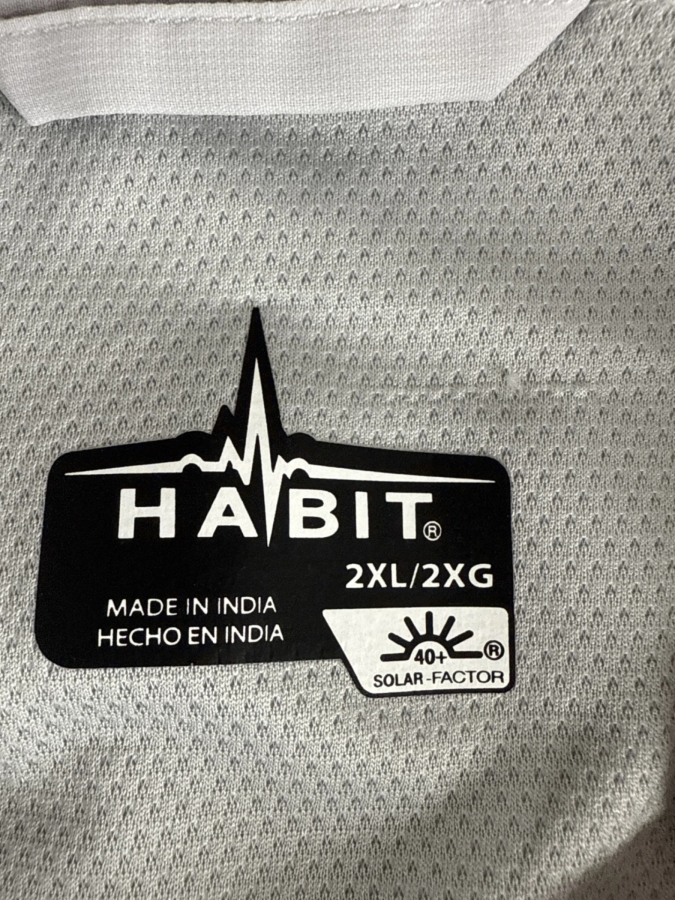 HABIT®
2XL/2XG
MADE IN INDIA
HECHO EN INDIA
40+ ®
SOLAR-FACTOR